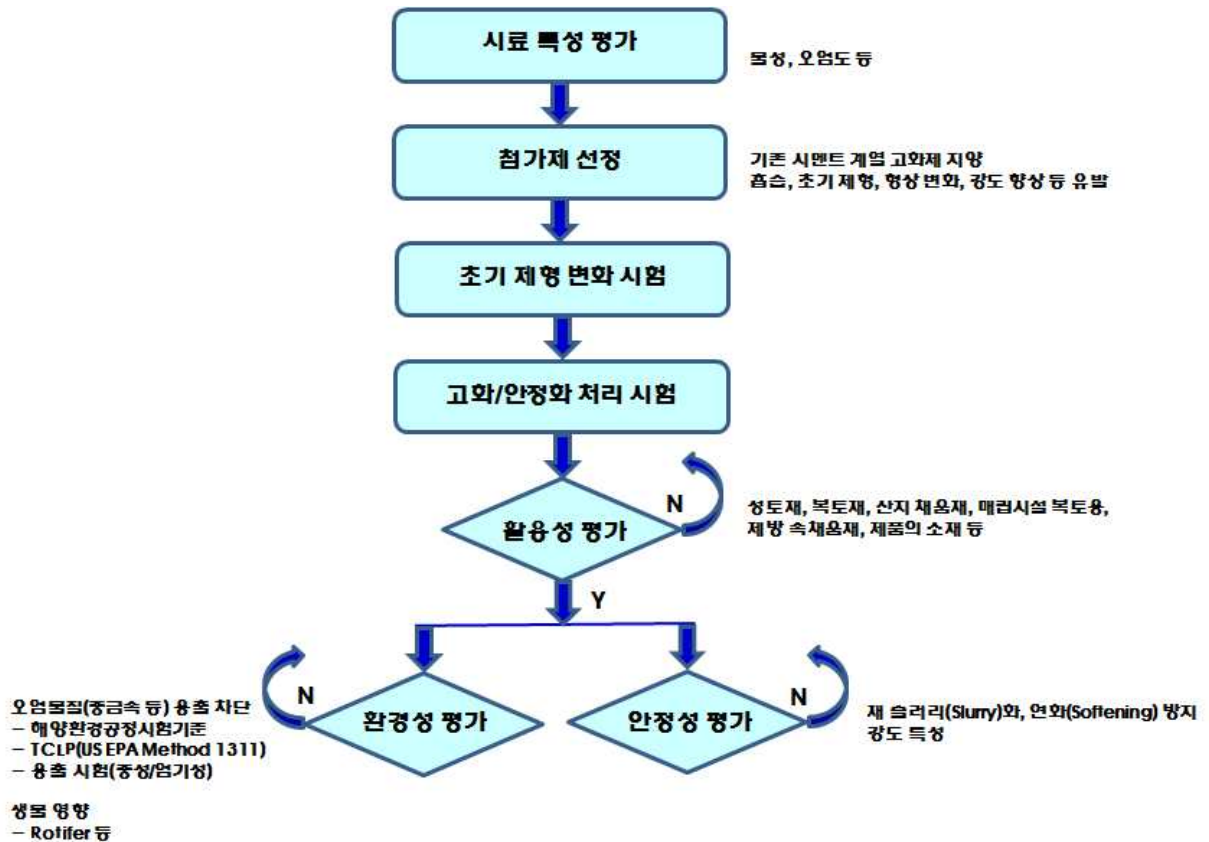 시료 특성 평가
물성, 오염도 등
첨가제 선정
기존 시멘트 계열 고화제 지양
흡습, 초기 제형, 형상 변화, 강도 향상 등 유발
초기 제형 변화 시험
고화/안정화 처리 시험
활용성 평가
N
성토재, 복토재, 산지 채움재, 매립시설 복토용,
제방 속채움재, 제품의 소재 등
Y
환경성 평가
N
오염물질(중금속 등) 용출 차단
– 해양환경공정시험기준
– TCLP(US EPA Method 1311)
– 용출 시험(중성/염기성)
생물 영향
– Rotifer 등
안정성 평가
N
재 슬러리(Slurry)화, 연화(Softening) 방지
강도 특성